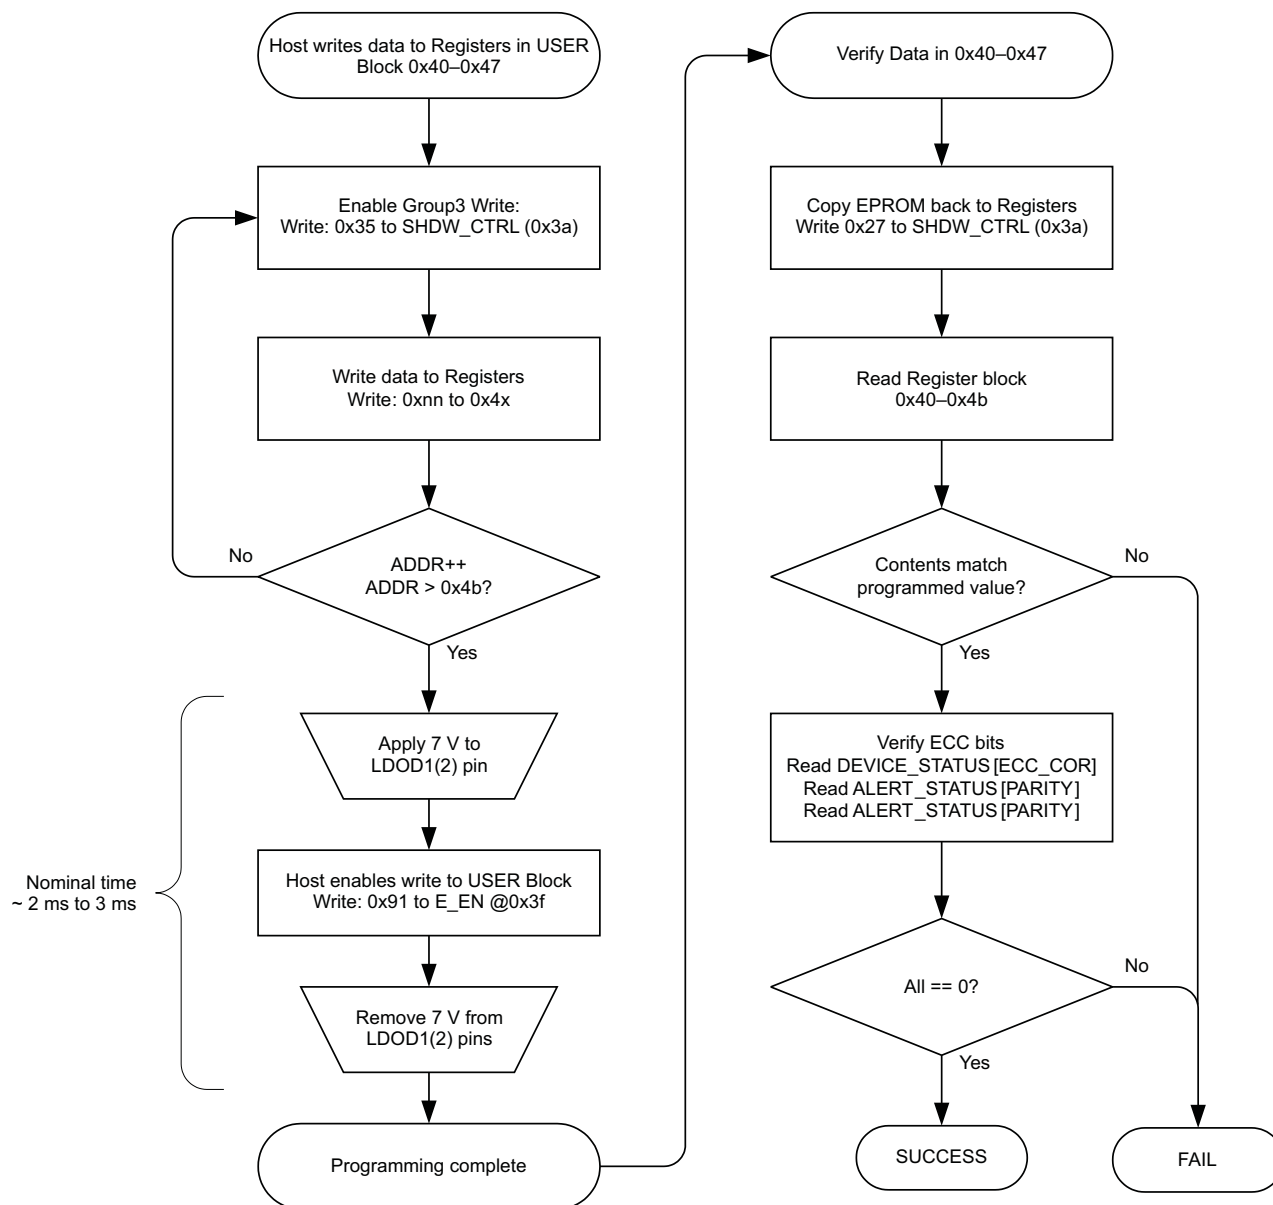 Host writes data to Registers in USER
Block 0x40–0x47
Enable Group3 Write:
Write: 0x35 to SHDW_CTRL (0x3a)
Write data to Registers
Write: 0xnn to 0x4x
No
ADDR++
ADDR > 0x4b?
Yes
Nominal time
~ 2 ms to 3 ms
Apply 7 V to
LDOD1(2) pin
Host enables write to USER Block
Write: 0x91 to E_EN @0x3f
Remove 7 V from
LDOD1(2) pins
Programming complete
Verify Data in 0x40–0x47
Copy EPROM back to Registers
Write 0x27 to SHDW_CTRL (0x3a)
Read Register block
0x40–0x4b
Contents match
programmed value?
No
Yes
Verify ECC bits
Read DEVICE_STATUS[ECC_COR]
Read ALERT_STATUS[PARITY]
Read ALERT_STATUS[PARITY]
All == 0?
No
Yes
SUCCESS
FAIL